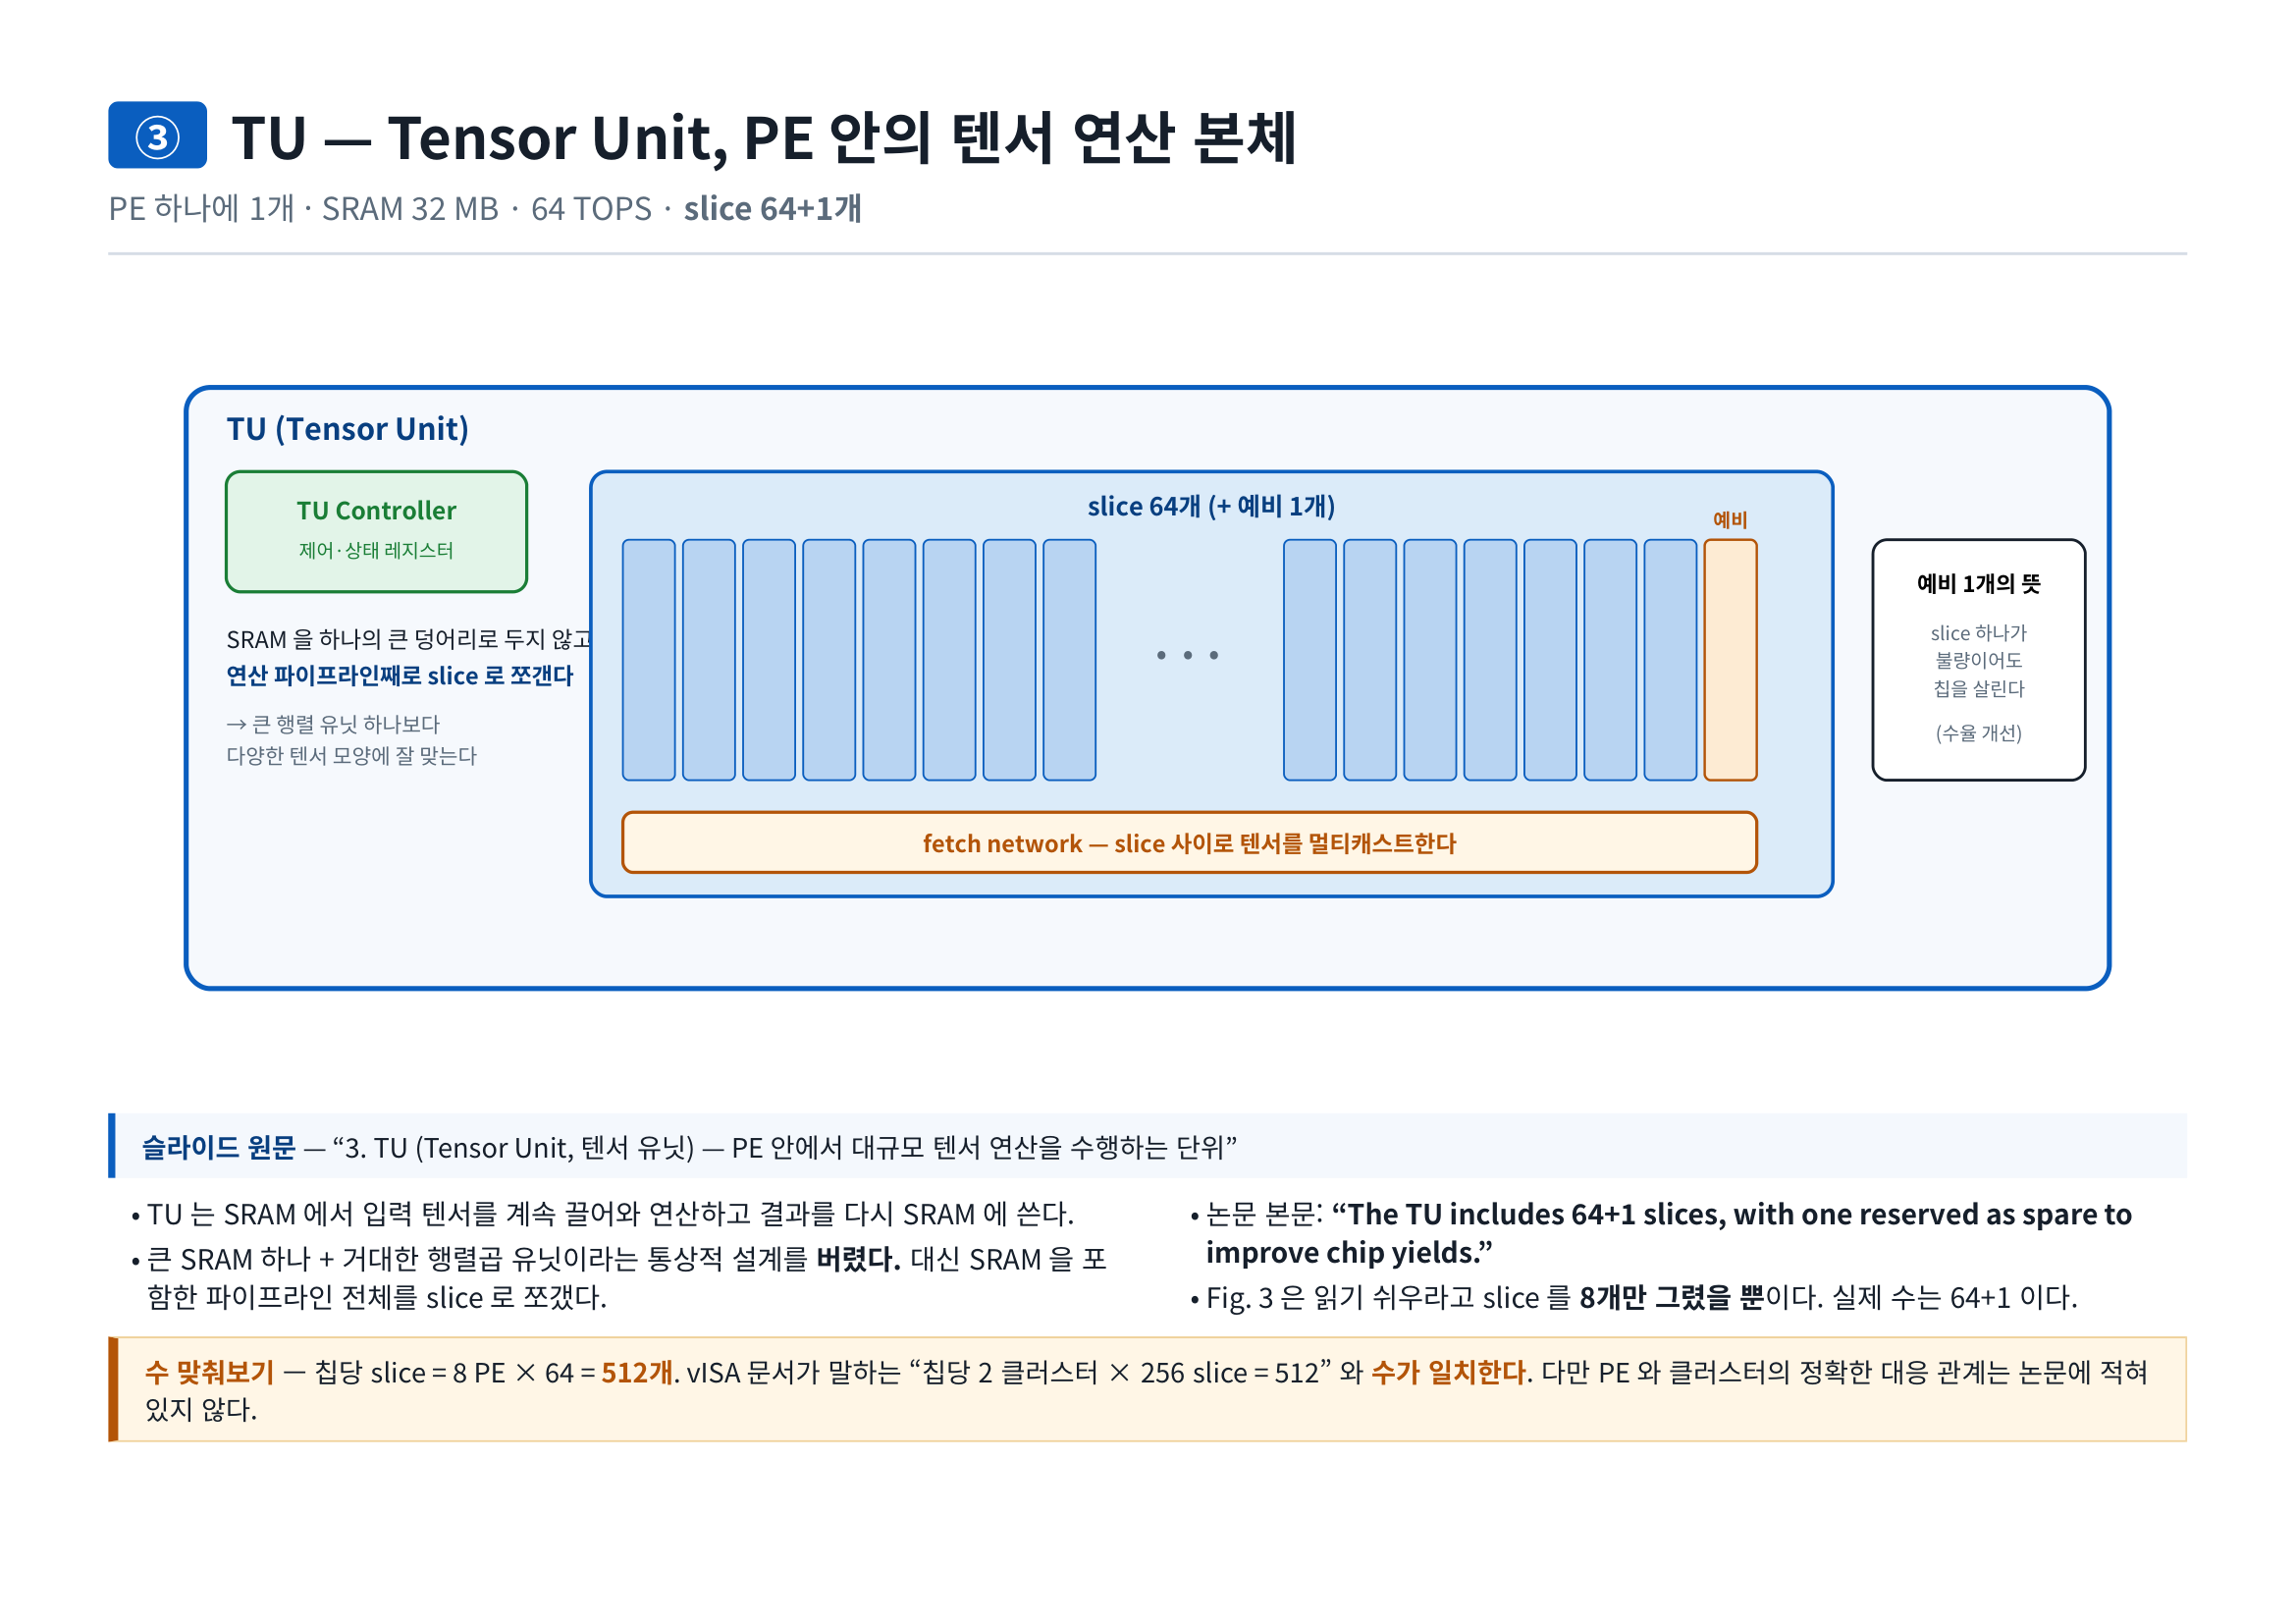 ③ TU — Tensor Unit, PE 안의 텐서 연산 본체
PE 하나에 1개 · SRAM 32 MB · 64 TOPS · slice 64+1개
TU (Tensor Unit)
TU Controller
제어·상태 레지스터
SRAM 을 하나의 큰 덩어리로 두지 않고
연산 파이프라인째로 slice 로 쪼갠다
→ 큰 행렬 유닛 하나보다
다양한 텐서 모양에 잘 맞는다
slice 64개 (+ 예비 1개)
예비
• • •
fetch network — slice 사이로 텐서를 멀티캐스트한다
예비 1개의 뜻
slice 하나가
불량이어도
칩을 살린다
(수율 개선)
슬라이드 원문 — “3. TU (Tensor Unit, 텐서 유닛) — PE 안에서 대규모 텐서 연산을 수행하는 단위”
• TU 는 SRAM 에서 입력 텐서를 계속 끌어와 연산하고 결과를 다시 SRAM 에 쓴다.
• 큰 SRAM 하나 + 거대한 행렬곱 유닛이라는 통상적 설계를 버렸다. 대신 SRAM 을 포
함한 파이프라인 전체를 slice 로 쪼갰다.
• 논문 본문: “The TU includes 64+1 slices, with one reserved as spare to
improve chip yields.”
• Fig. 3 은 읽기 쉬우라고 slice 를 8개만 그렸을 뿐이다. 실제 수는 64+1 이다.
수 맞춰보기 — 칩당 slice = 8 PE × 64 = 512개. vISA 문서가 말하는 “칩당 2 클러스터 × 256 slice = 512” 와 수가 일치한다. 다만 PE 와 클러스터의 정확한 대응 관계는 논문에 적혀
있지 않다.